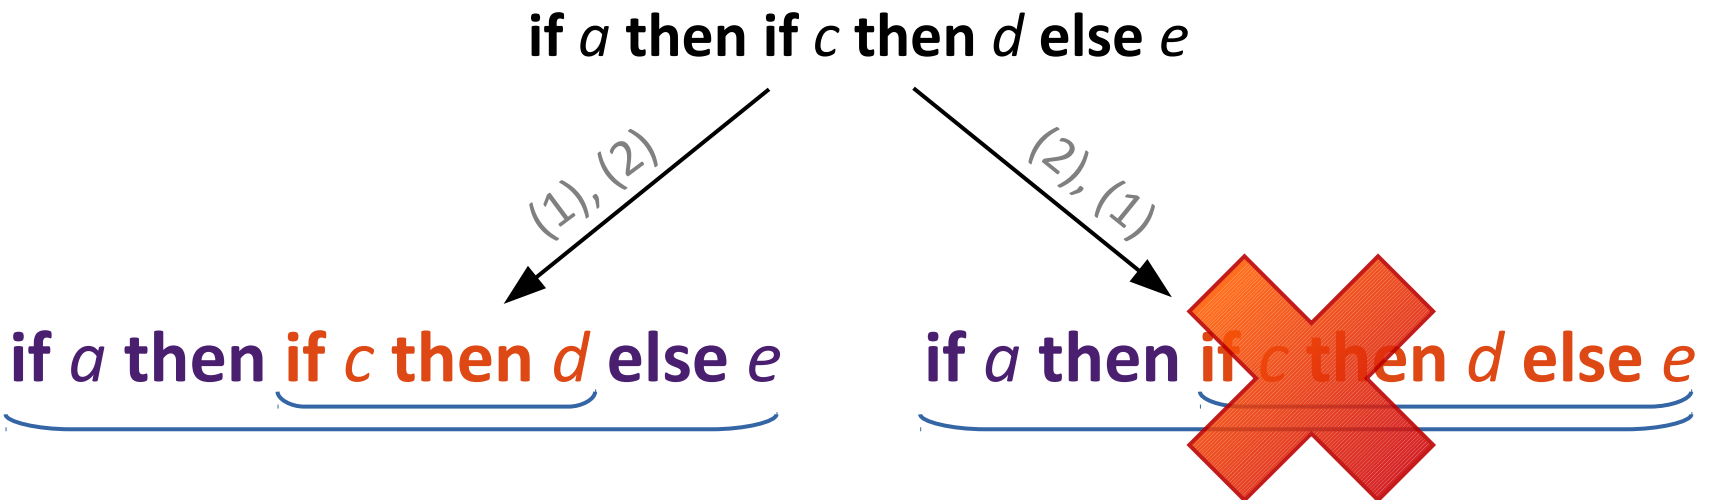 if a then if c then d else e
(1), (2)
(2), (1)
if a then if c then d else e
if a then if c then d else e